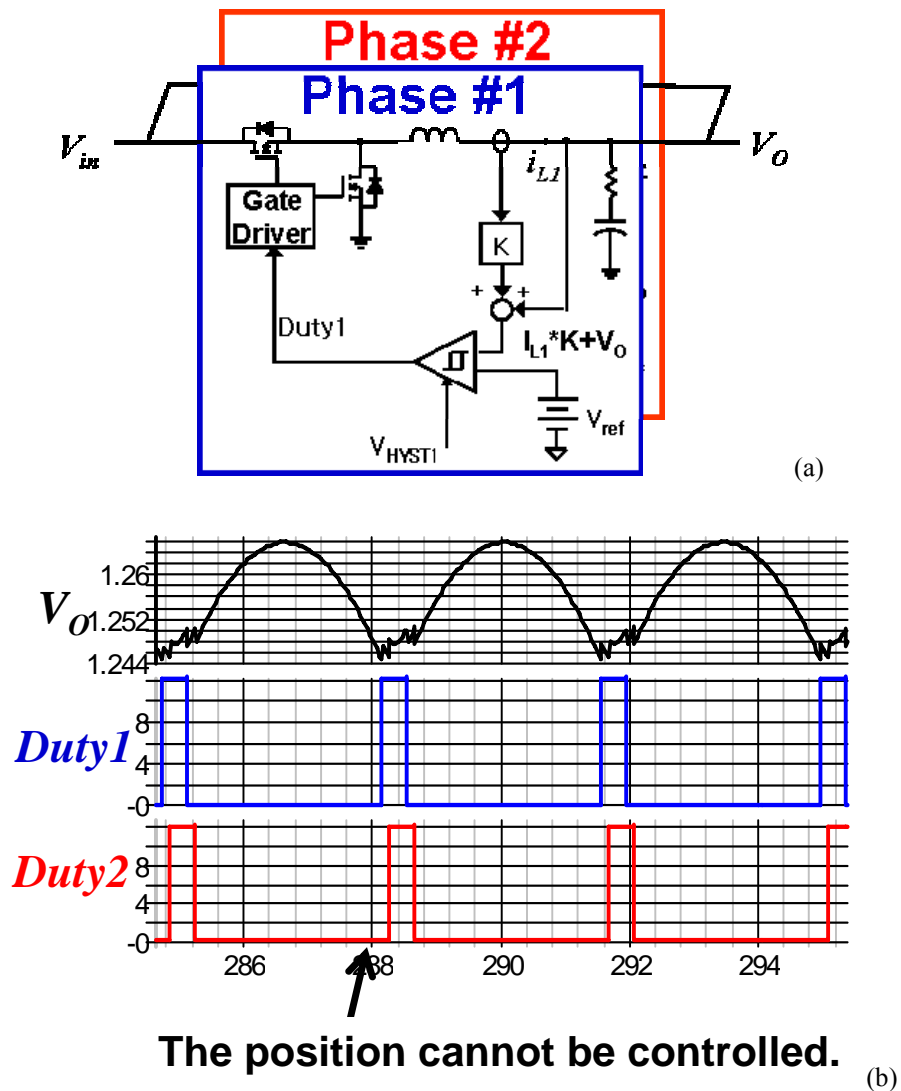 Phase #2
Phase #1
Vin
VO
iL1
Gate
Driver
K
+ +
Duty1
IL1*K+VO
VHYST1
Vref
(a)
VO
1.26
1.252
1.244
Duty1
8
4
-0
Duty2
8
4
-0
286 288 290 292 294
The position cannot be controlled.
(b)